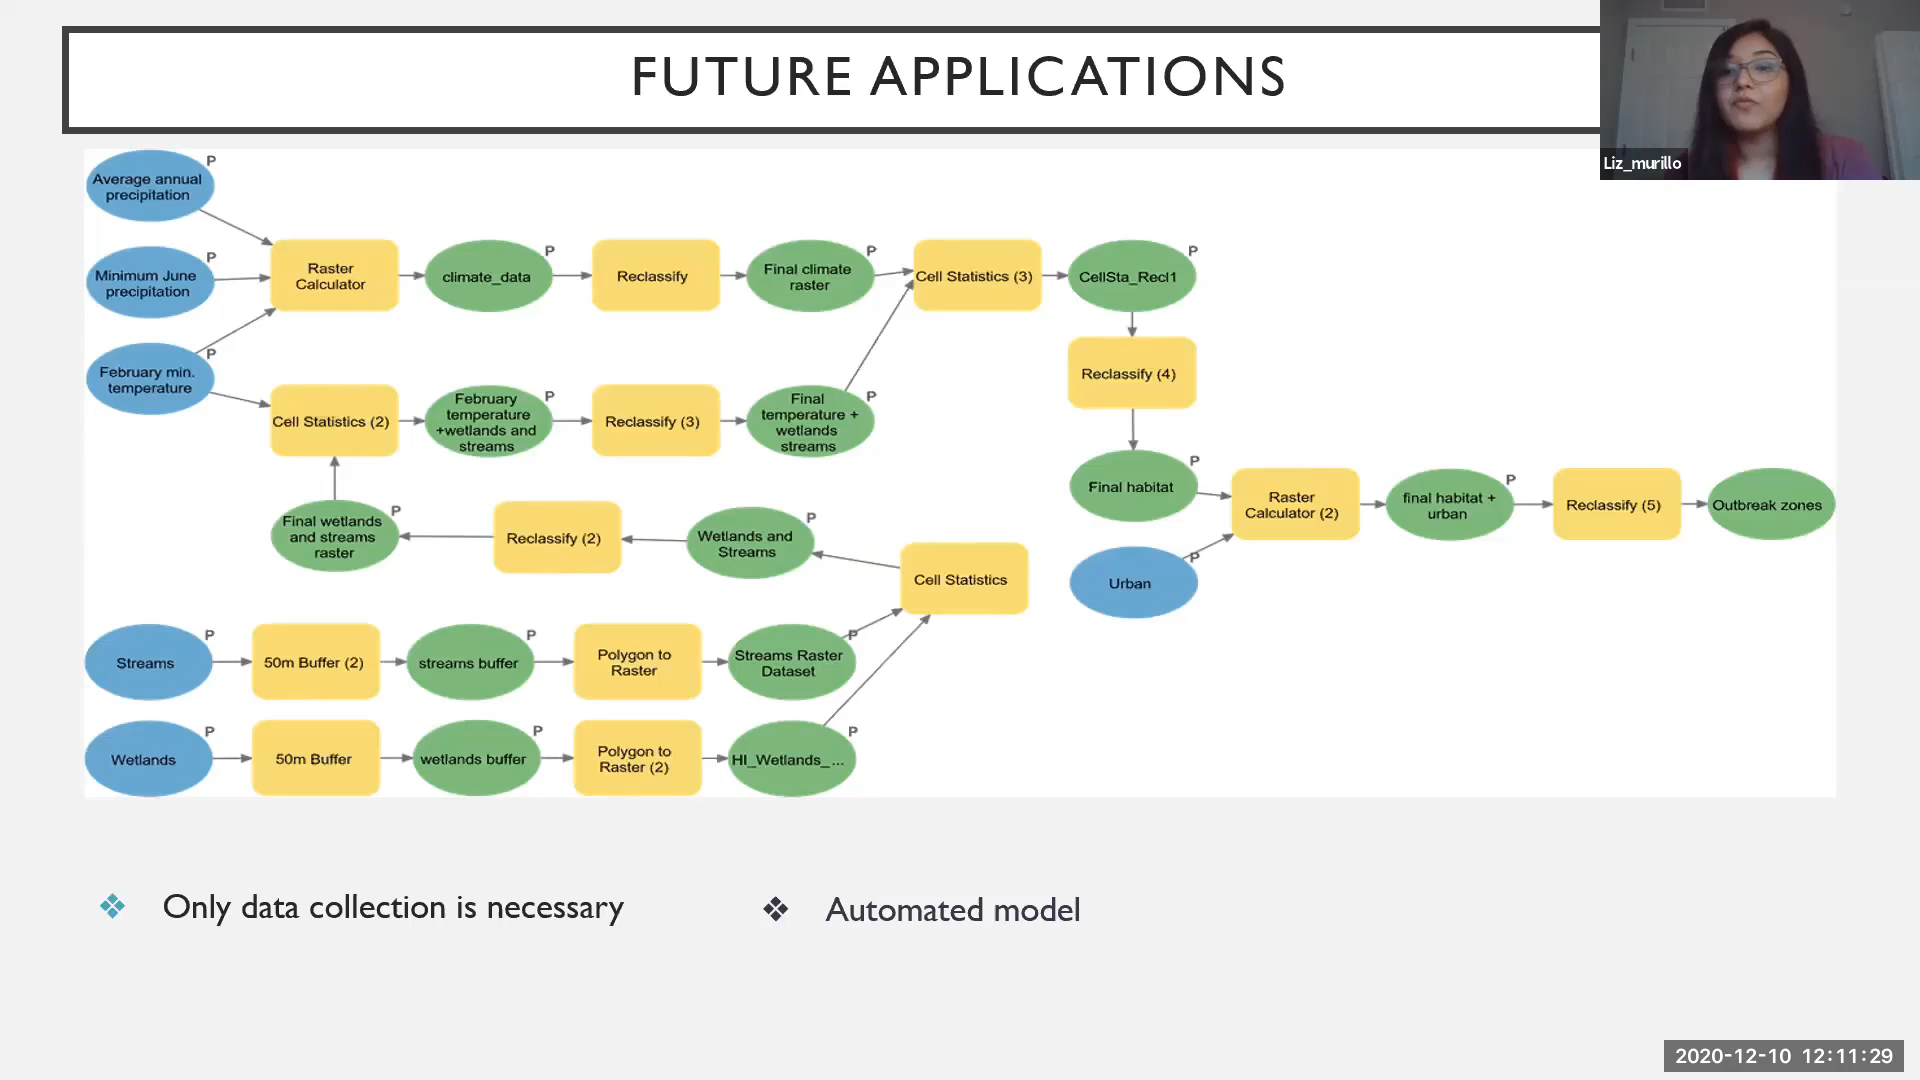 FUTURE APPLICATIONS
Liz_murillo
Average annual
precipitation
P
Minimum June
precipitation
P
February min.
temperature
P
Raster
Calculator
climate_data
P
Reclassify
Final climate
raster
P
Cell Statistics (3)
CellSta_Recl1
P
Reclassify (4)
Cell Statistics (2)
February
temperature
+wetlands and
streams
P
Reclassify (3)
Final
temperature +
wetlands
streams
P
Final habitat
P
Raster
Calculator (2)
final habitat +
urban
P
Reclassify (5)
Outbreak zones
Final wetlands
and streams
raster
P
Reclassify (2)
Wetlands and
Streams
P
Cell Statistics
Urban
P
Streams
P
50m Buffer (2)
streams buffer
P
Polygon to
Raster
Streams Raster
Dataset
P
Wetlands
P
50m Buffer
wetlands buffer
P
Polygon to
Raster (2)
HI_Wetlands_...
P
Only data collection is necessary
Automated model
2020-12-10 12:11:29